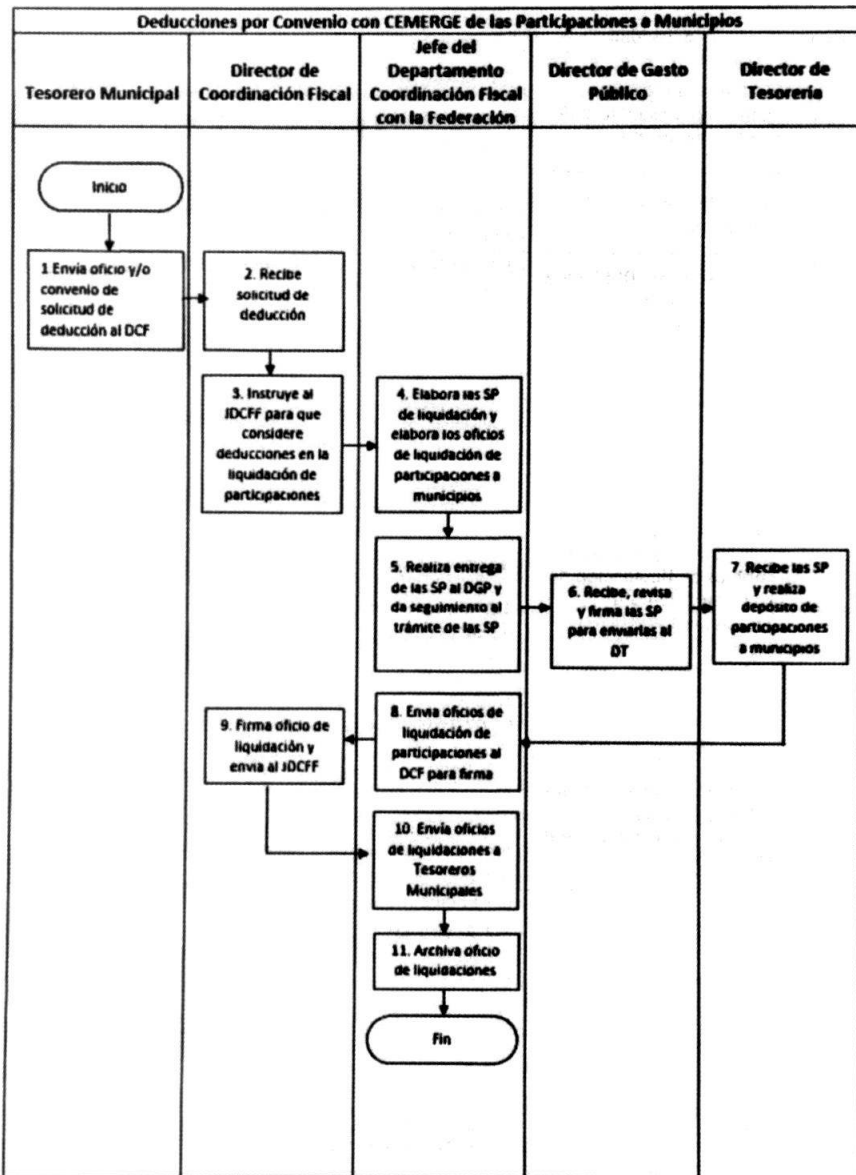 Deducciones por Convenio con CEMERGE de las Participaciones a Municipios
Tesorero Municipal
Director de
Coordinación Fiscal
Jefe del
Departamento
Coordinación Fiscal
con la Federación
Director de Gasto
Público
Director de
Tesorería
Inicio
1 Envía oficio y/o
convenio de
solicitud de
deducción al DCF
2. Recibe
solicitud de
deducción
3. Instruye al
JDCFF para que
considere
deducciones en la
liquidación de
participaciones
4. Elabora las SP
de liquidación y
elabora los oficios
de liquidación de
participaciones a
municipios
5. Realiza entrega
de las SP al DGP y
da seguimiento al
trámite de las SP
6. Recibe, revisa
y firma las SP
para enviarlas al
DT
7. Recibe las SP
y realiza
depósito de
participaciones
a municipios
8. Envia oficios de
liquidación de
participaciones al
DCF para firma
9. Firma oficio de
liquidación y
envia al JDCFF
10. Envía oficios
de liquidaciones a
Tesoreros
Municipales
11. Archiva oficio
de liquidaciones
Fin